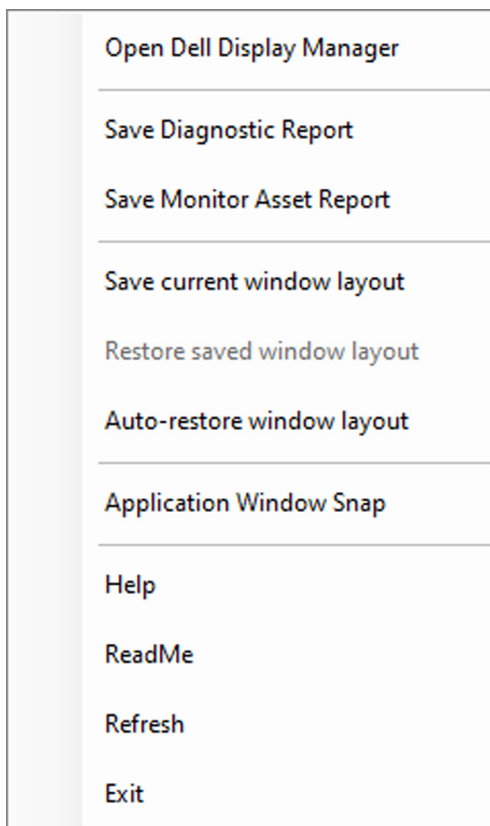 Open Dell Display Manager
Save Diagnostic Report
Save Monitor Asset Report
Save current window layout
Restore saved window layout
Auto-restore window layout
Application Window Snap
Help
ReadMe
Refresh
Exit